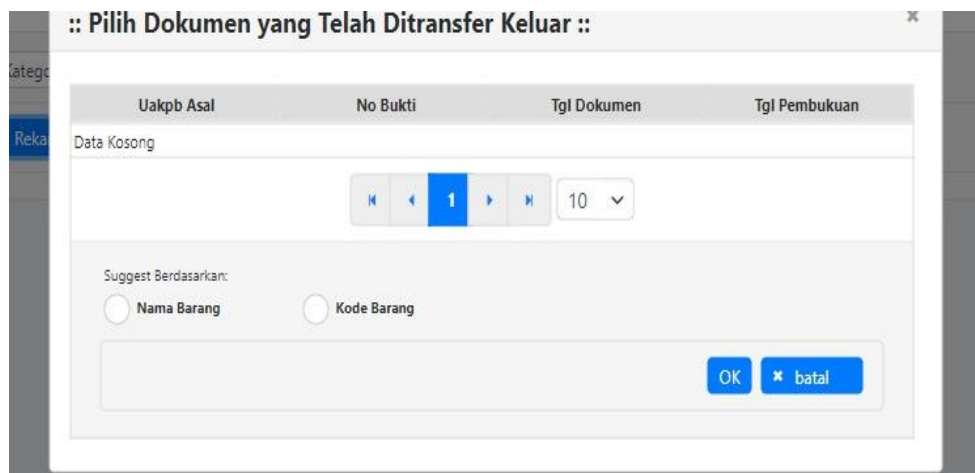 :: Pilih Dokumen yang Telah Ditransfer Keluar ::
Uakpb Asal No Bukti Tgl Dokumen Tgl Pembukuan
Data Kosong
1 10
Suggest Berdasarkan:
Nama Barang Kode Barang
OK batal